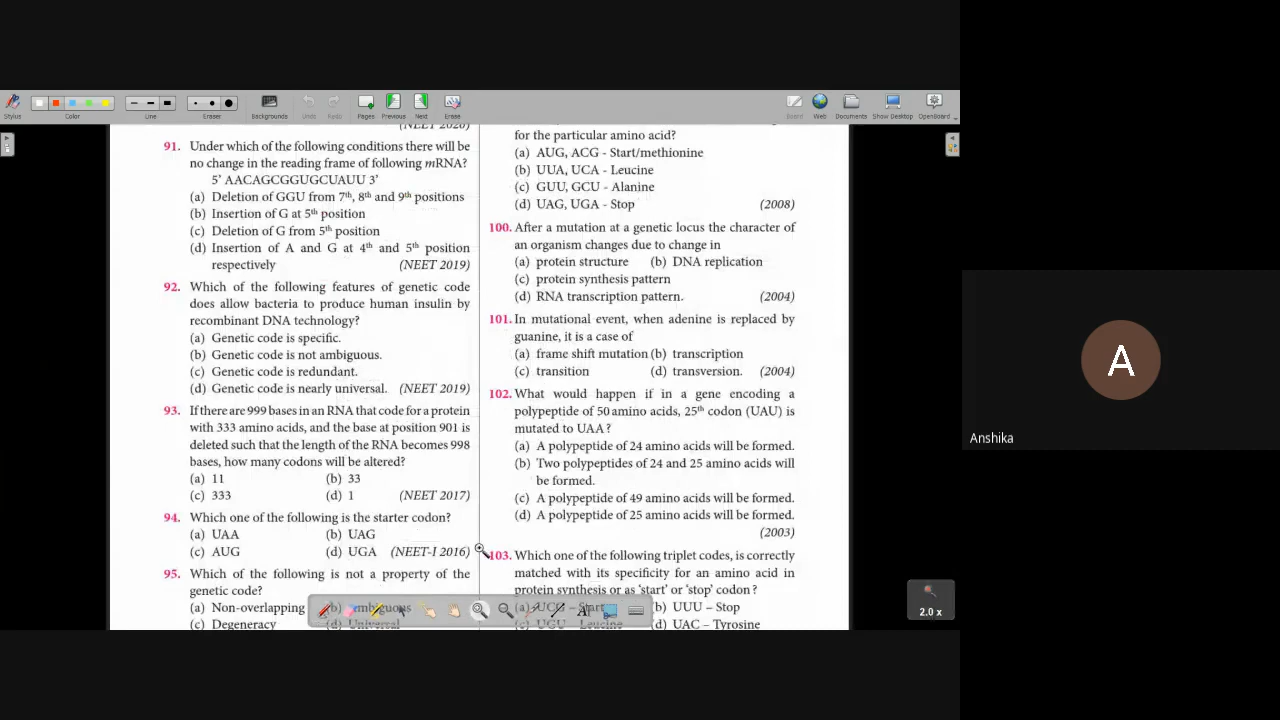 Stylus
Color
Line
Eraser
Backgrounds
Undo
Redo
Pages
Previous
Next
Erase
Board
Web
Documents
Show Desktop
OpenBoard
(NEET 2020)
91. Under which of the following conditions there will be
no change in the reading frame of following mRNA?
5’ AACAGCGGUGCUAUU 3’
(a) Deletion of GGU from 7th, 8th and 9th positions
(b) Insertion of G at 5th position
(c) Deletion of G from 5th position
(d) Insertion of A and G at 4th and 5th position
respectively (NEET 2019)
92. Which of the following features of genetic code
does allow bacteria to produce human insulin by
recombinant DNA technology?
(a) Genetic code is specific.
(b) Genetic code is not ambiguous.
(c) Genetic code is redundant.
(d) Genetic code is nearly universal. (NEET 2019)
93. If there are 999 bases in an RNA that code for a protein
with 333 amino acids, and the base at position 901 is
deleted such that the length of the RNA becomes 998
bases, how many codons will be altered?
(a) 11 (b) 33
(c) 333 (d) 1 (NEET 2017)
94. Which one of the following is the starter codon?
(a) UAA (b) UAG
(c) AUG (d) UGA (NEET-I 2016)
95. Which of the following is not a property of the
genetic code?
(a) Non-overlapping (b) ambiguous
(c) Degeneracy (d) Universal
for the particular amino acid?
(a) AUG, ACG - Start/methionine
(b) UUA, UCA - Leucine
(c) GUU, GCU - Alanine
(d) UAG, UGA - Stop (2008)
100. After a mutation at a genetic locus the character of
an organism changes due to change in
(a) protein structure (b) DNA replication
(c) protein synthesis pattern
(d) RNA transcription pattern. (2004)
101. In mutational event, when adenine is replaced by
guanine, it is a case of
(a) frame shift mutation (b) transcription
(c) transition (d) transversion. (2004)
102. What would happen if in a gene encoding a
polypeptide of 50 amino acids, 25th codon (UAU) is
mutated to UAA?
(a) A polypeptide of 24 amino acids will be formed.
(b) Two polypeptides of 24 and 25 amino acids will
be formed.
(c) A polypeptide of 49 amino acids will be formed.
(d) A polypeptide of 25 amino acids will be formed.
(2003)
103. Which one of the following triplet codes, is correctly
matched with its specificity for an amino acid in
protein synthesis or as ‘start’ or ‘stop’ codon?
(a) UCG – Start (b) UUU – Stop
(c) UGU – Leucine (d) UAC – Tyrosine
2.0 x
A
Anshika